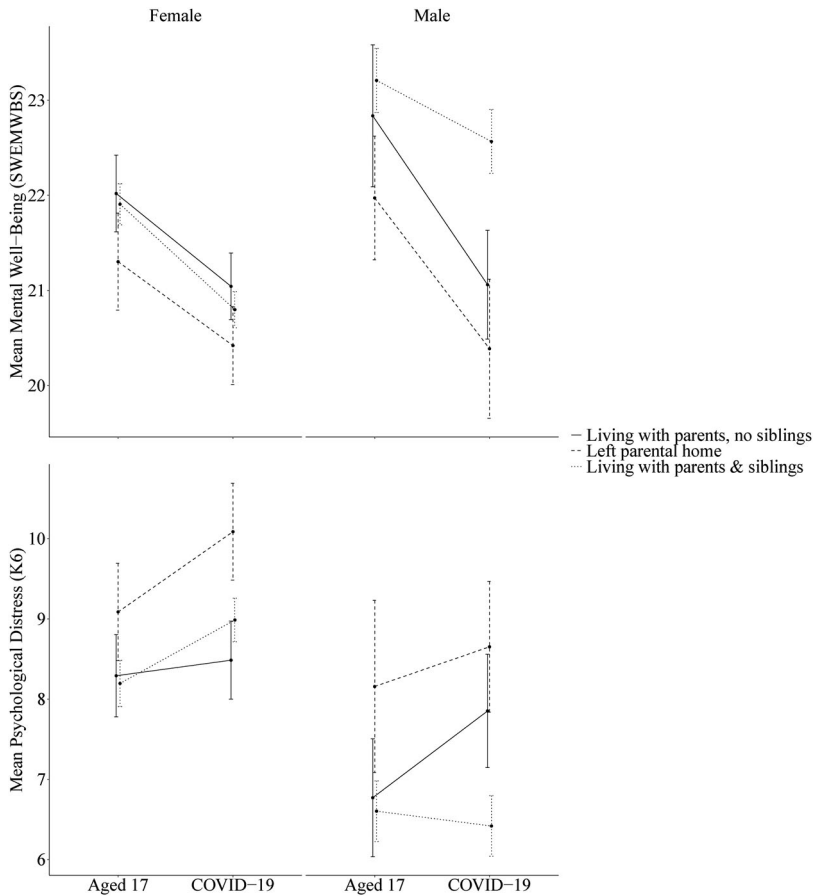 Female Male
Mean Mental Well−Being (SWEMWBS)
23
22
21
20
Living with parents, no siblings
Left parental home
Living with parents & siblings
Mean Psychological Distress (K6)
10
9
8
7
6
Aged 17 COVID−19 Aged 17 COVID−19